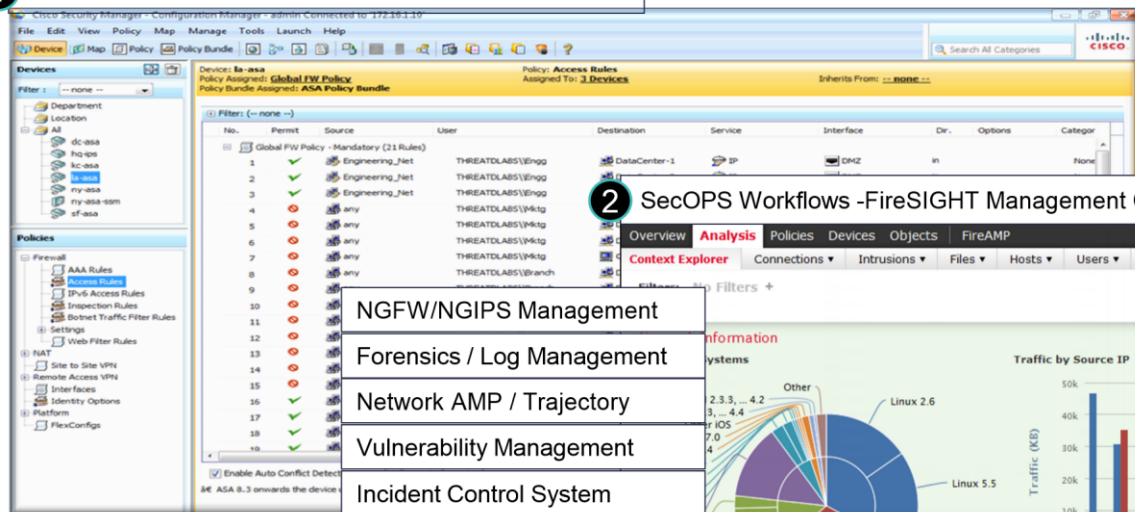 Cisco Security Manager - Configuration Manager - admin Connected to "172.16.1.10"
File Edit View Policy Map Manage Tools Launch Help
Device Map Policy Policy Bundle Search All Categories CISCO
Devices
Filter : -- none --
Department
Location
All
dc-asa
hq-ips
kc-asa
la-asa
ny-asa
ny-asa-ssm
sf-asa
Policies
Firewall
AAA Rules
Access Rules
IPv6 Access Rules
Inspection Rules
Botnet Traffic Filter Rules
Settings
Web Filter Rules
NAT
Site to Site VPN
Remote Access VPN
Interfaces
Identity Options
Platform
FlexConfigs
Device: la-asa Policy: Access Rules
Policy Assigned: Global FW Policy Assigned To: 3 Devices Inherits From: -- none --
Policy Bundle Assigned: ASA Policy Bundle
Filter: (-- none --)
No. Permit Source User Destination Service Interface Dir. Options Categor
Global FW Policy - Mandatory (21 Rules)
1 Engineering_Net THREATDLABS\\Engg DataCenter-1 IP DMZ in None
2 Engineering_Net THREATDLABS\\Engg
3 Engineering_Net THREATDLABS\\Engg
4 any THREATDLABS\\Mktg
5 any THREATDLABS\\Mktg
6 any THREATDLABS\\Mktg
7 any THREATDLABS\\Mktg
8 any THREATDLABS\\Branch
9
10
11
12
13
14
15
16
17
18
19
Enable Auto Conflict Detect
ASA 8.3 onwards the device
2 SecOPS Workflows -FireSIGHT Management
Overview Analysis Policies Devices Objects FireAMP
Context Explorer Connections Intrusions Files Hosts Users
No Filters +
NGFW/NGIPS Management
Forensics / Log Management
Network AMP / Trajectory
Vulnerability Management
Incident Control System
Other
Linux 2.6
Linux 5.5
Traffic by Source IP
Traffic (KB)
50k
40k
30k
20k
10k